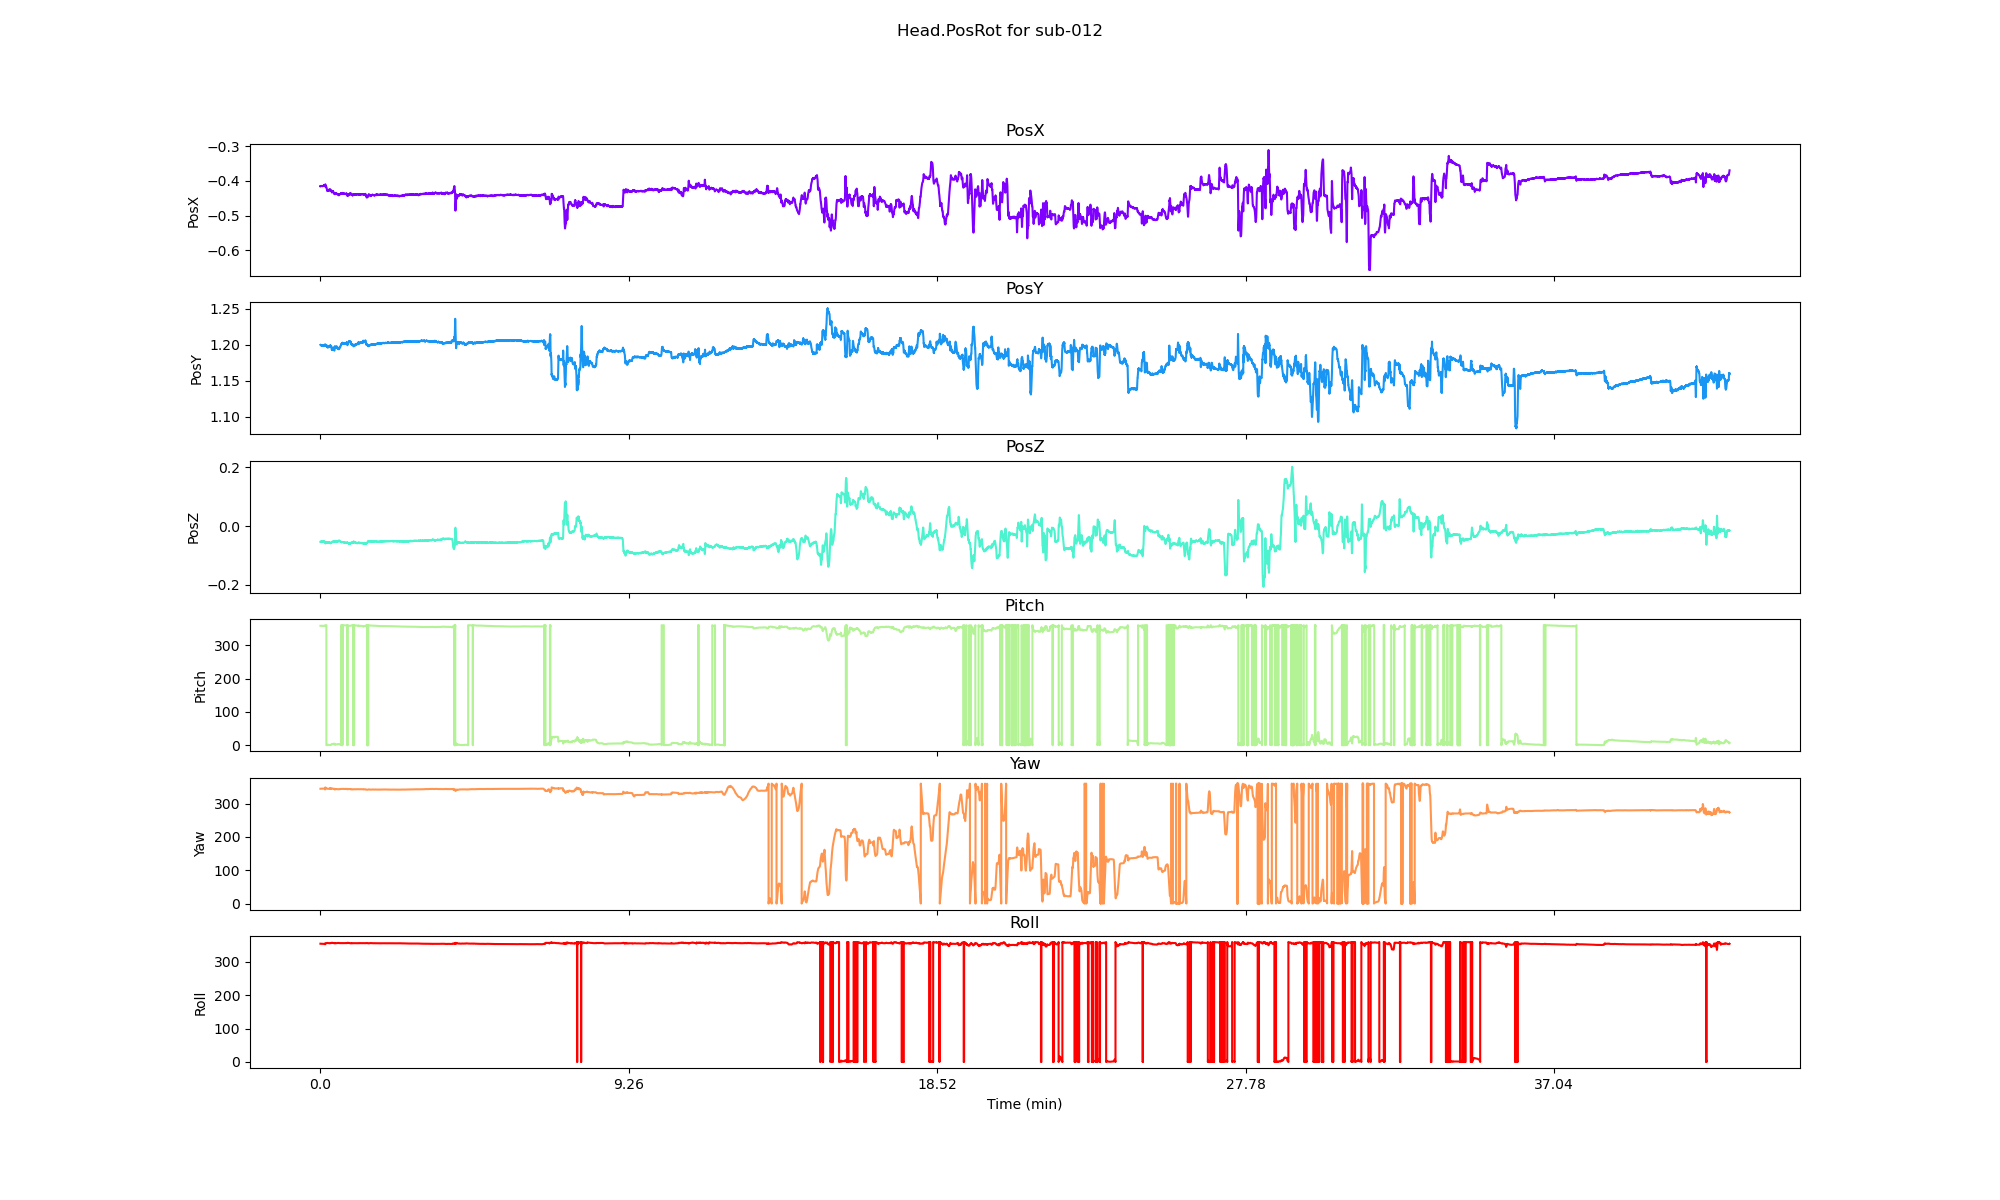 Head.PosRot for sub-012
PosX
−0.3
−0.4
−0.5
−0.6
PosX
PosY
1.25
1.20
1.15
1.10
PosY
PosZ
0.2
0.0
−0.2
PosZ
Pitch
300
200
100
0
Pitch
Yaw
300
200
100
0
Yaw
Roll
300
200
100
0
Roll
0.0 9.26 18.52 27.78 37.04
Time (min)